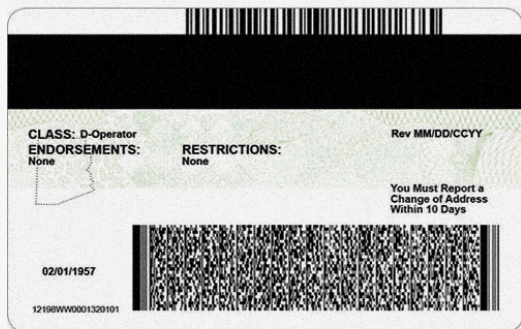 CLASS: D-Operator
Rev MM/DD/CCYY
ENDORSEMENTS: RESTRICTIONS:
None None
You Must Report a
Change of Address
Within 10 Days
02/01/1957
12198WW0001320101